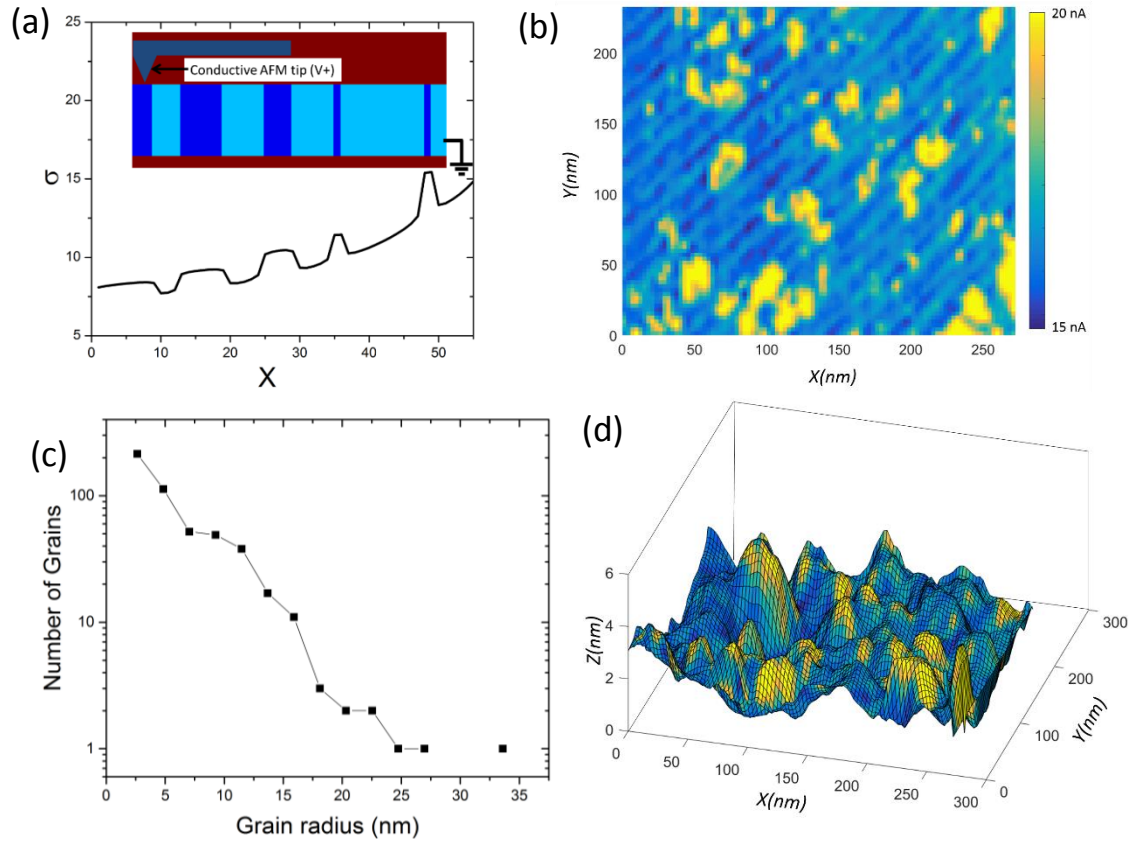 (a)
25
20
15
10
5
σ
Conductive AFM tip (V+)
0 10 20 30 40 50
X
(b)
200
150
100
50
0
Y(nm)
0 50 100 150 200 250
X(nm)
20 nA
15 nA
(c)
100
10
1
Number of Grains
0 5 10 15 20 25 30 35
Grain radius (nm)
(d)
6
4
2
0
Z(nm)
0 50 100 150 200 250 300
X(nm)
0
100
200
300
Y(nm)